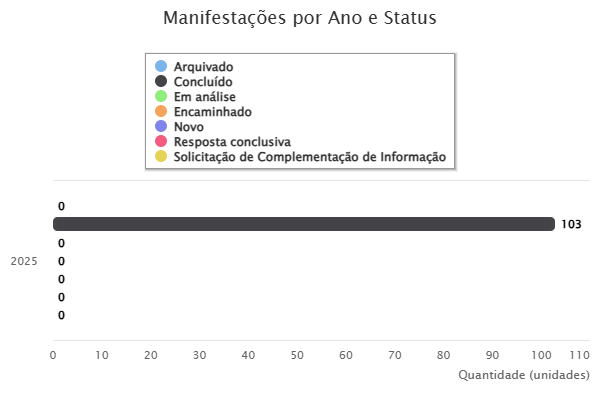 Manifestações por Ano e Status
Arquivado
Concluído
Em análise
Encaminhado
Novo
Resposta conclusiva
Solicitação de Complementação de Informação
0
103
0
2025
0
0
0
0
0 10 20 30 40 50 60 70 80 90 100 110
Quantidade (unidades)